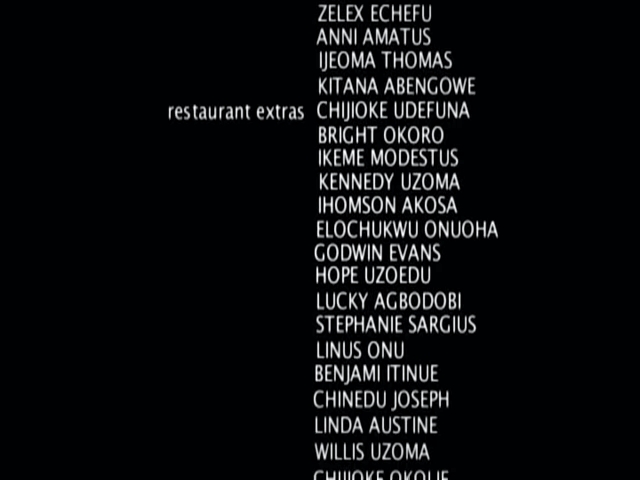 ZELEX ECHEFU
ANNI AMATUS
IJEOMA THOMAS
KITANA ABENGOWE
restaurant extras CHIJIOKE UDEFUNA
BRIGHT OKORO
IKEME MODESTUS
KENNEDY UZOMA
IHOMSON AKOSA
ELOCHUKWU ONUOHA
GODWIN EVANS
HOPE UZOEDU
LUCKY AGBODOBI
STEPHANIE SARGIUS
LINUS ONU
BENJAMI ITINUE
CHINEDU JOSEPH
LINDA AUSTINE
WILLIS UZOMA
CHIJIOKE